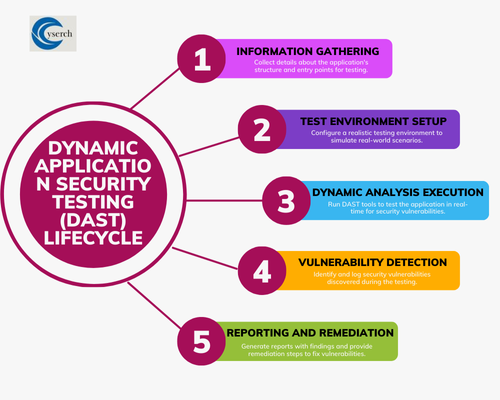 yserch
DYNAMIC
APPLICATIO
N SECURITY
TESTING
(DAST)
LIFECYCLE
1
INFORMATION GATHERING
Collect details about the application's
structure and entry points for testing.
2
TEST ENVIRONMENT SETUP
Configure a realistic testing environment to
simulate real-world scenarios.
3
DYNAMIC ANALYSIS EXECUTION
Run DAST tools to test the application in real-
time for security vulnerabilities.
4
VULNERABILITY DETECTION
Identify and log security vulnerabilities
discovered during the testing.
5
REPORTING AND REMEDIATION
Generate reports with findings and provide
remediation steps to fix vulnerabilities.